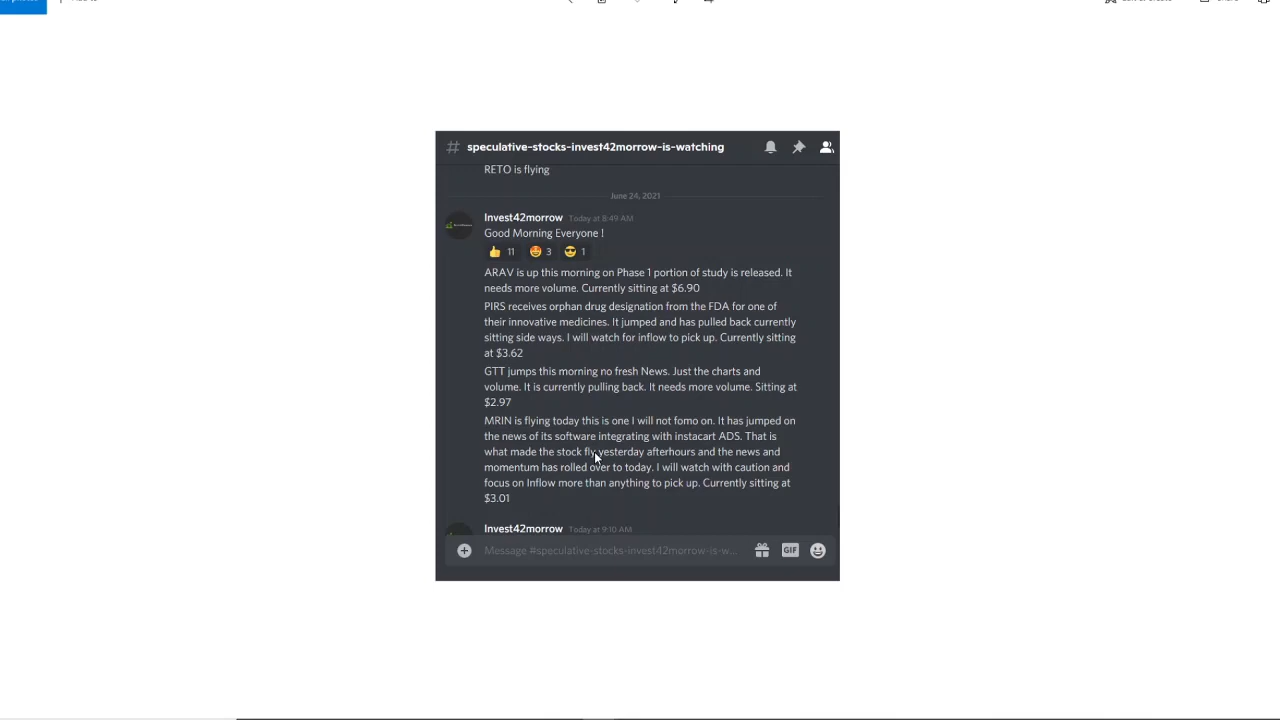 # speculative-stocks-invest42morrow-is-watching
RETO is flying
June 24, 2021
Invest42morrow Today at 8:49 AM
Good Morning Everyone !
11 3 1
ARAV is up this morning on Phase 1 portion of study is released. It
needs more volume. Currently sitting at $6.90
PIRS receives orphan drug designation from the FDA for one of
their innovative medicines. It jumped and has pulled back currently
sitting side ways. I will watch for inflow to pick up. Currently sitting
at $3.62
GTT jumps this morning no fresh News. Just the charts and
volume. It is currently pulling back. It needs more volume. Sitting at
$2.97
MRIN is flying today this is one I will not fomo on. It has jumped on
the news of its software integrating with instacart ADS. That is
what made the stock fly yesterday afterhours and the news and
momentum has rolled over to today. I will watch with caution and
focus on Inflow more than anything to pick up. Currently sitting at
$3.01
Invest42morrow Today at 9:10 AM
Message #speculative-stocks-invest42morrow-is-w... GIF